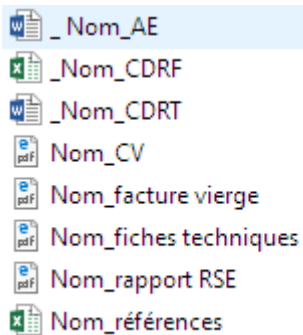 _ Nom_AE
_Nom_CDRF
_Nom_CDRT
Nom_CV
Nom_facture vierge
Nom_fiches techniques
Nom_rapport RSE
Nom_références